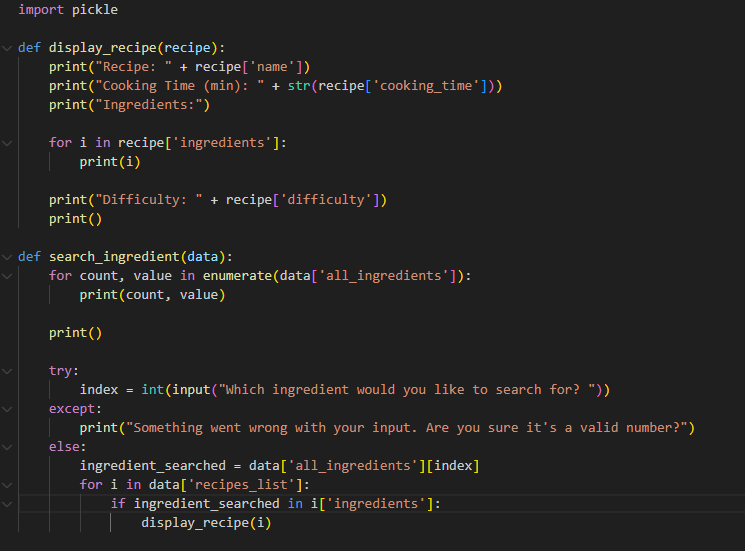 import pickle
def display_recipe(recipe):
    print("Recipe: " + recipe['name'])
    print("Cooking Time (min): " + str(recipe['cooking_time']))
    print("Ingredients:")
    for i in recipe['ingredients']:
        print(i)
    print("Difficulty: " + recipe['difficulty'])
    print()
def search_ingredient(data):
    for count, value in enumerate(data['all_ingredients']):
        print(count, value)
    print()
    try:
        index = int(input("Which ingredient would you like to search for? "))
    except:
        print("Something went wrong with your input. Are you sure it's a valid number?")
    else:
        ingredient_searched = data['all_ingredients'][index]
        for i in data['recipes_list']:
            if ingredient_searched in i['ingredients']:
                display_recipe(i)